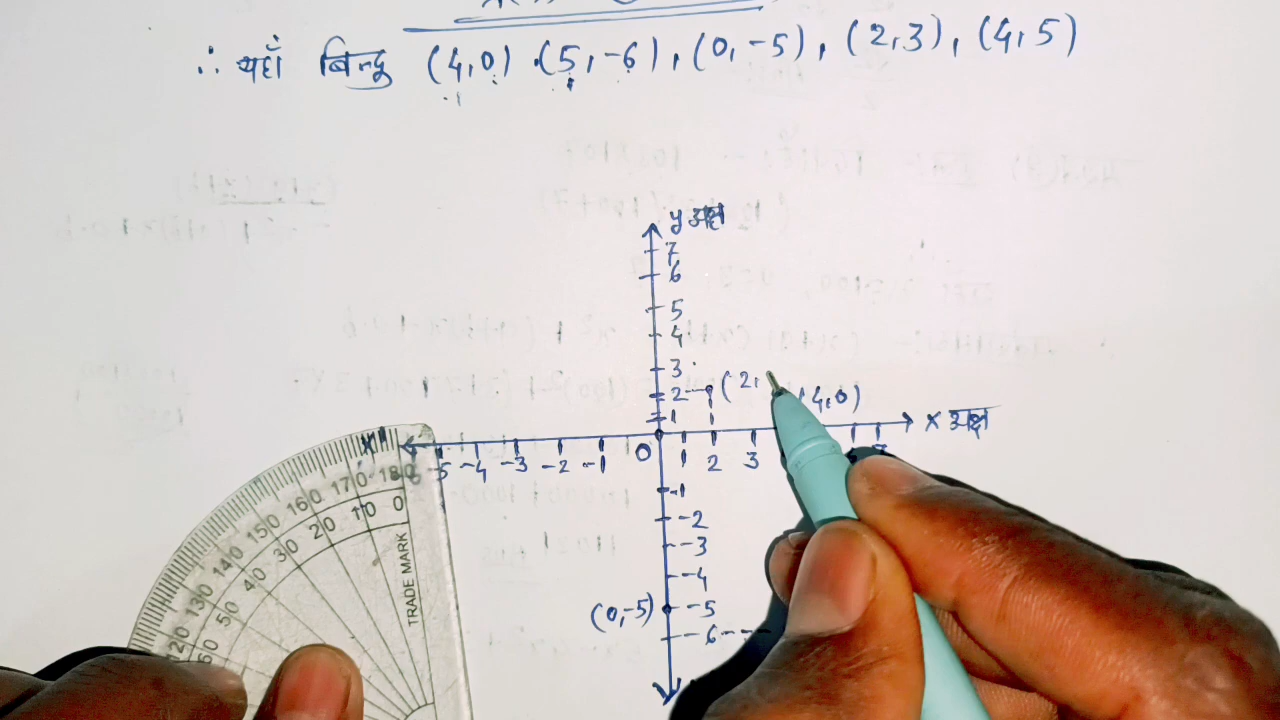 ∴ यहाँ बिन्दु (4,0) (5,-6), (0,-5), (2,3), (4,5)
y अक्ष
7
6
5
4
3
2 (2,
(4,0)
1
X' X अक्ष
-5 -4 -3 -2 -1 0 1 2 3
-1
-2
-3
-4
(0,-5) -5
-6
180 170 160 150 140 130 120
0 10 20 30 40 50 60
TRADE MARK